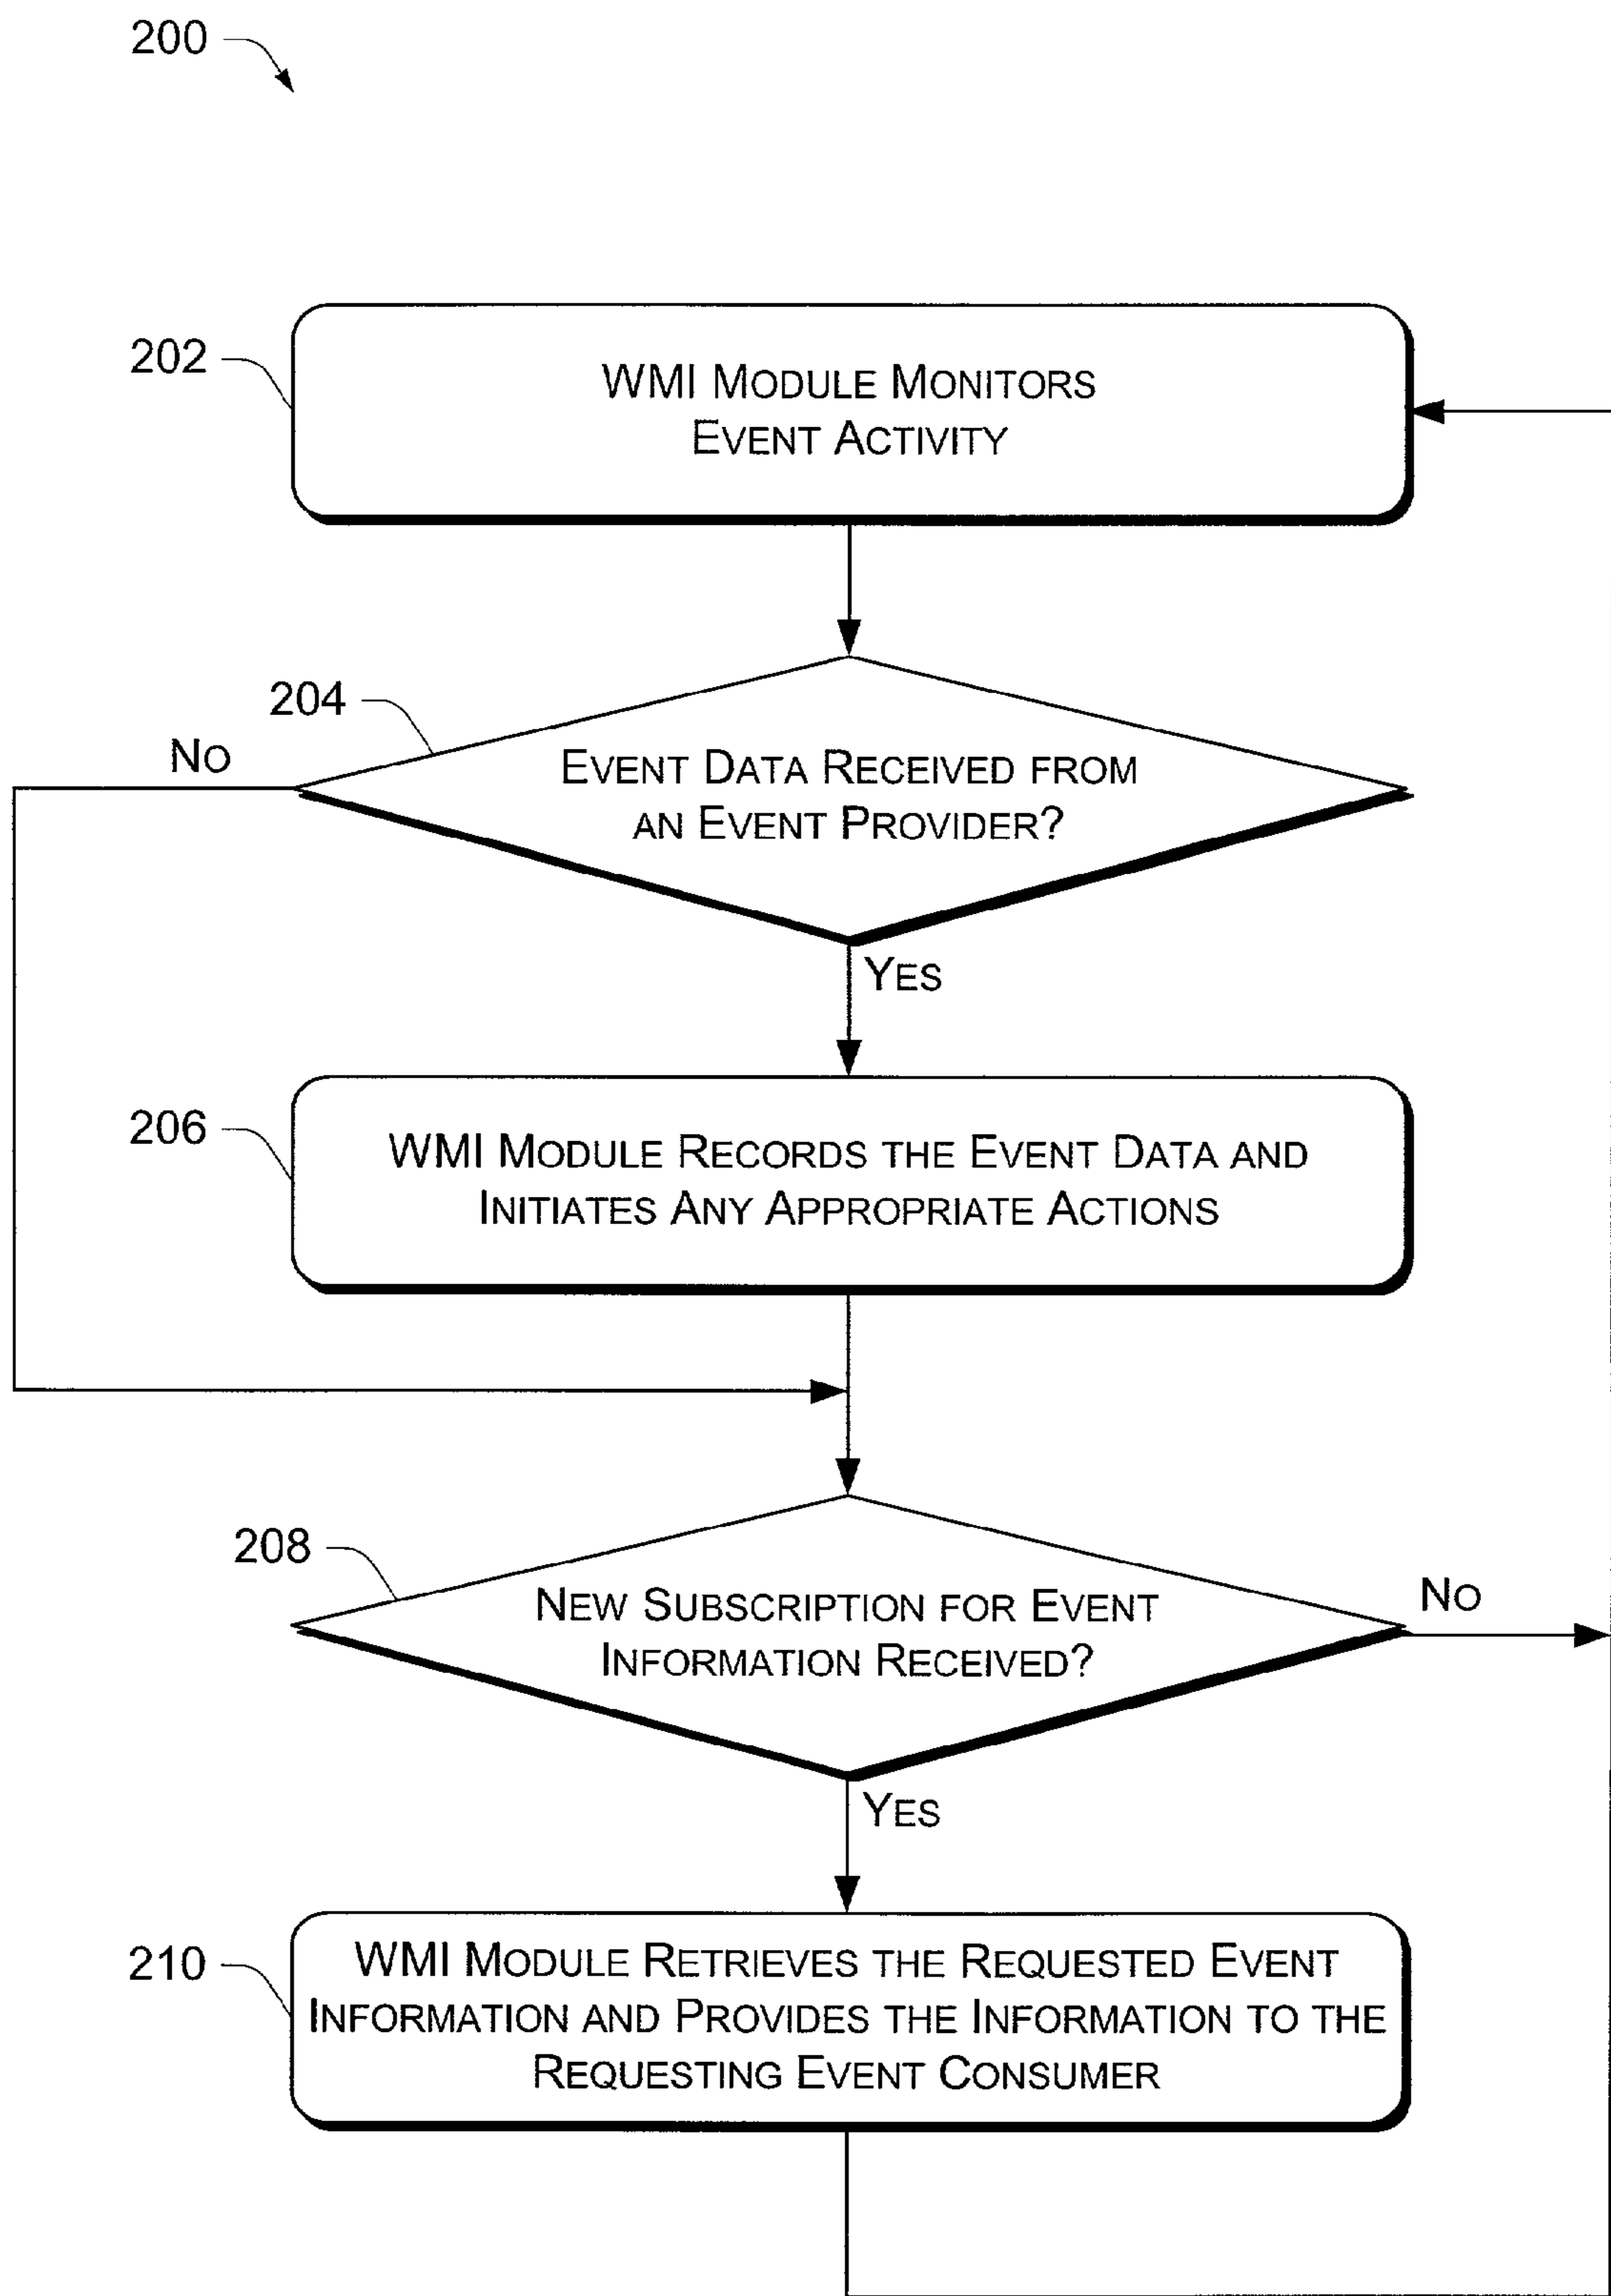 200
202
WMI MODULE MONITORS
EVENT ACTIVITY
204
NO
EVENT DATA RECEIVED FROM
AN EVENT PROVIDER?
YES
206
WMI MODULE RECORDS THE EVENT DATA AND
INITIATES ANY APPROPRIATE ACTIONS
208
NEW SUBSCRIPTION FOR EVENT
INFORMATION RECEIVED?
NO
YES
210
WMI MODULE RETRIEVES THE REQUESTED EVENT
INFORMATION AND PROVIDES THE INFORMATION TO THE
REQUESTING EVENT CONSUMER